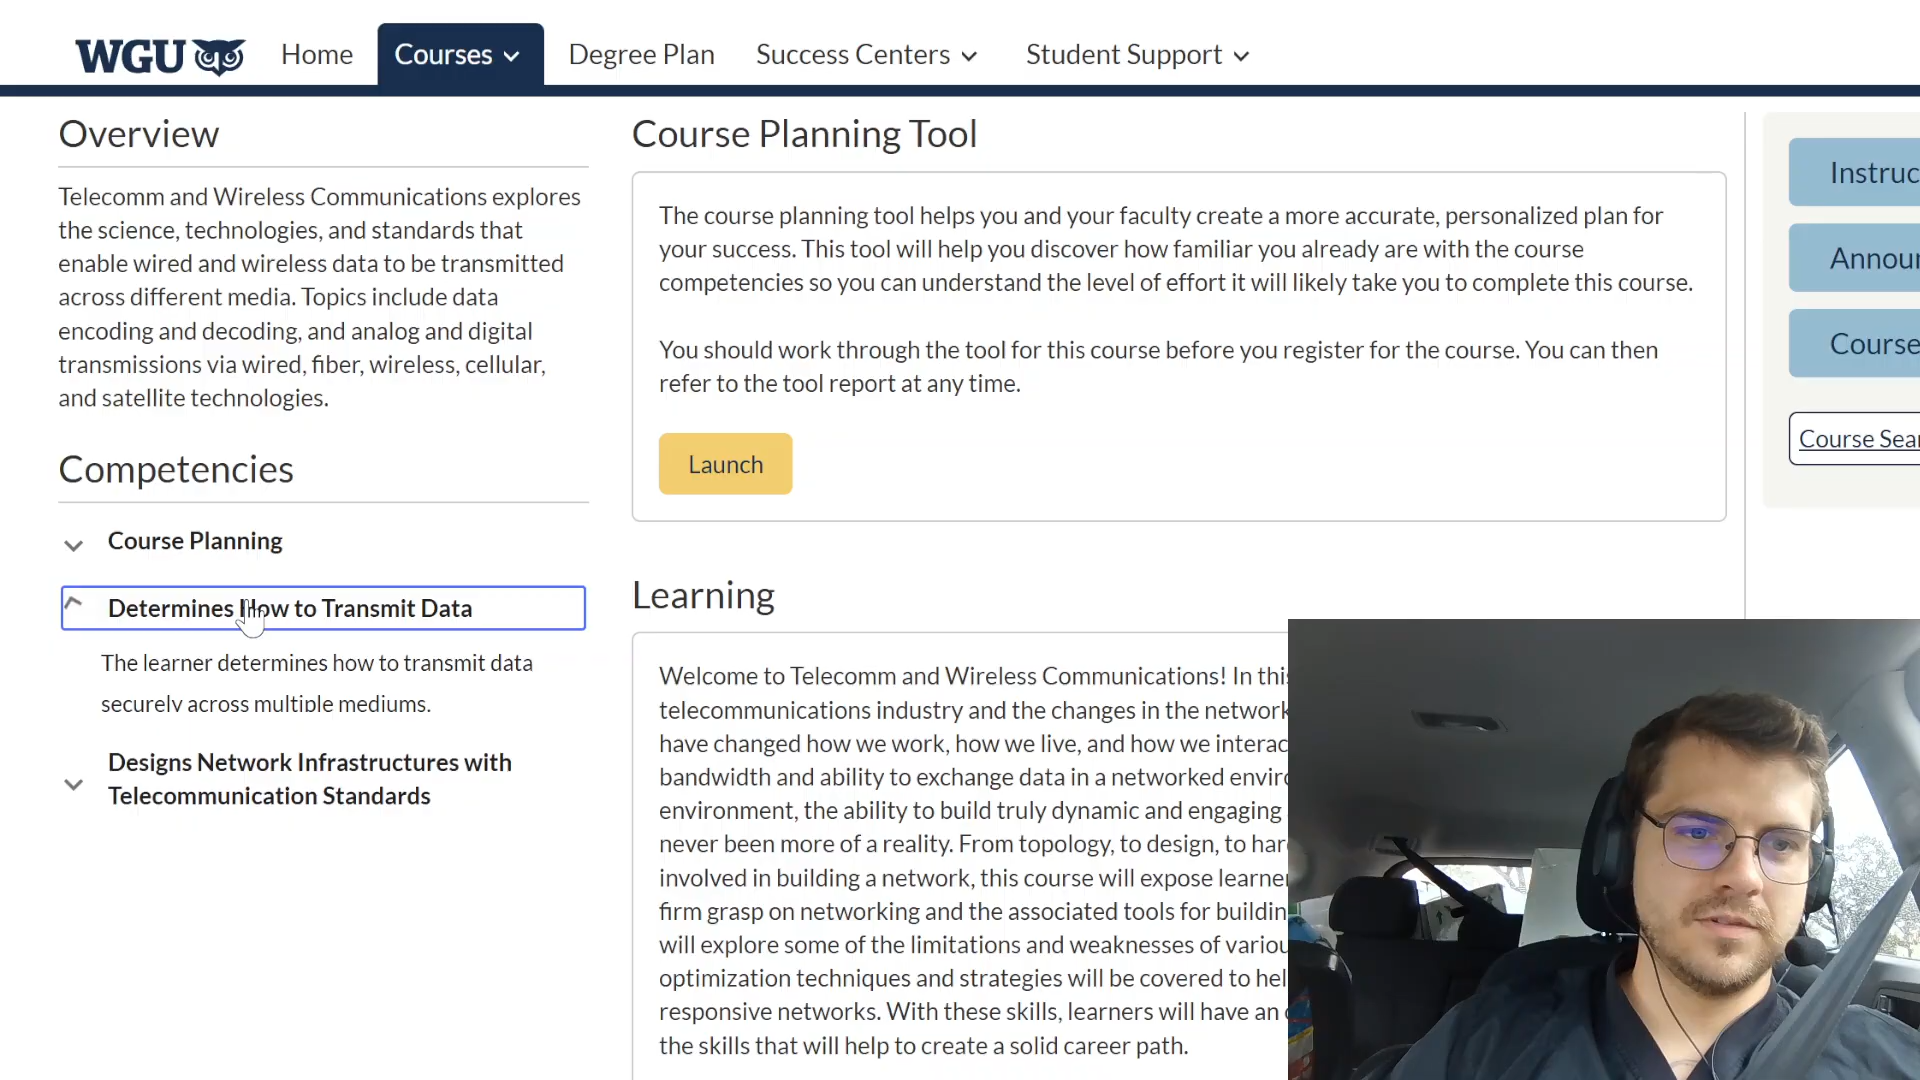 WGU Home Courses Degree Plan Success Centers Student Support
Overview
Telecomm and Wireless Communications explores
the science, technologies, and standards that
enable wired and wireless data to be transmitted
across different media. Topics include data
encoding and decoding, and analog and digital
transmissions via wired, fiber, wireless, cellular,
and satellite technologies.
Competencies
Course Planning
Determines How to Transmit Data
The learner determines how to transmit data
securely across multiple mediums.
Designs Network Infrastructures with
Telecommunication Standards
Course Planning Tool
The course planning tool helps you and your faculty create a more accurate, personalized plan for
your success. This tool will help you discover how familiar you already are with the course
competencies so you can understand the level of effort it will likely take you to complete this course.
You should work through the tool for this course before you register for the course. You can then
refer to the tool report at any time.
Launch
Learning
Welcome to Telecomm and Wireless Communications! In this
telecommunications industry and the changes in the network
have changed how we work, how we live, and how we interac
bandwidth and ability to exchange data in a networked enviro
environment, the ability to build truly dynamic and engaging
never been more of a reality. From topology, to design, to har
involved in building a network, this course will expose learne
firm grasp on networking and the associated tools for buildin
will explore some of the limitations and weaknesses of variou
optimization techniques and strategies will be covered to hel
responsive networks. With these skills, learners will have an
the skills that will help to create a solid career path.
Instruc
Announ
Course
Course Sea